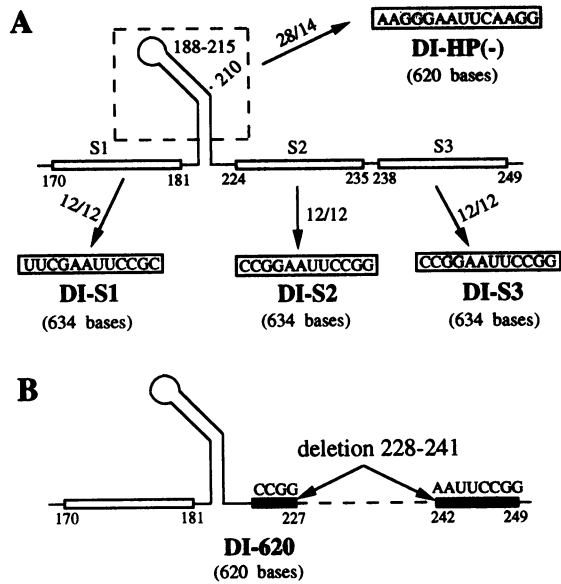 A
188-215
210
28/14
AAGGGAAUUCAAGG
DI-HP(-)
(620 bases)
S1
S2
S3
170
181
224
235
238
249
12/12
12/12
12/12
UUCGAAUUCCGC
CCGGAAUUCCGG
CCGGAAUUCCGG
DI-S1
DI-S2
DI-S3
(634 bases)
(634 bases)
(634 bases)
B
deletion 228-241
CCGG
AAUUCCGG
170
181
227
242
249
DI-620
(620 bases)